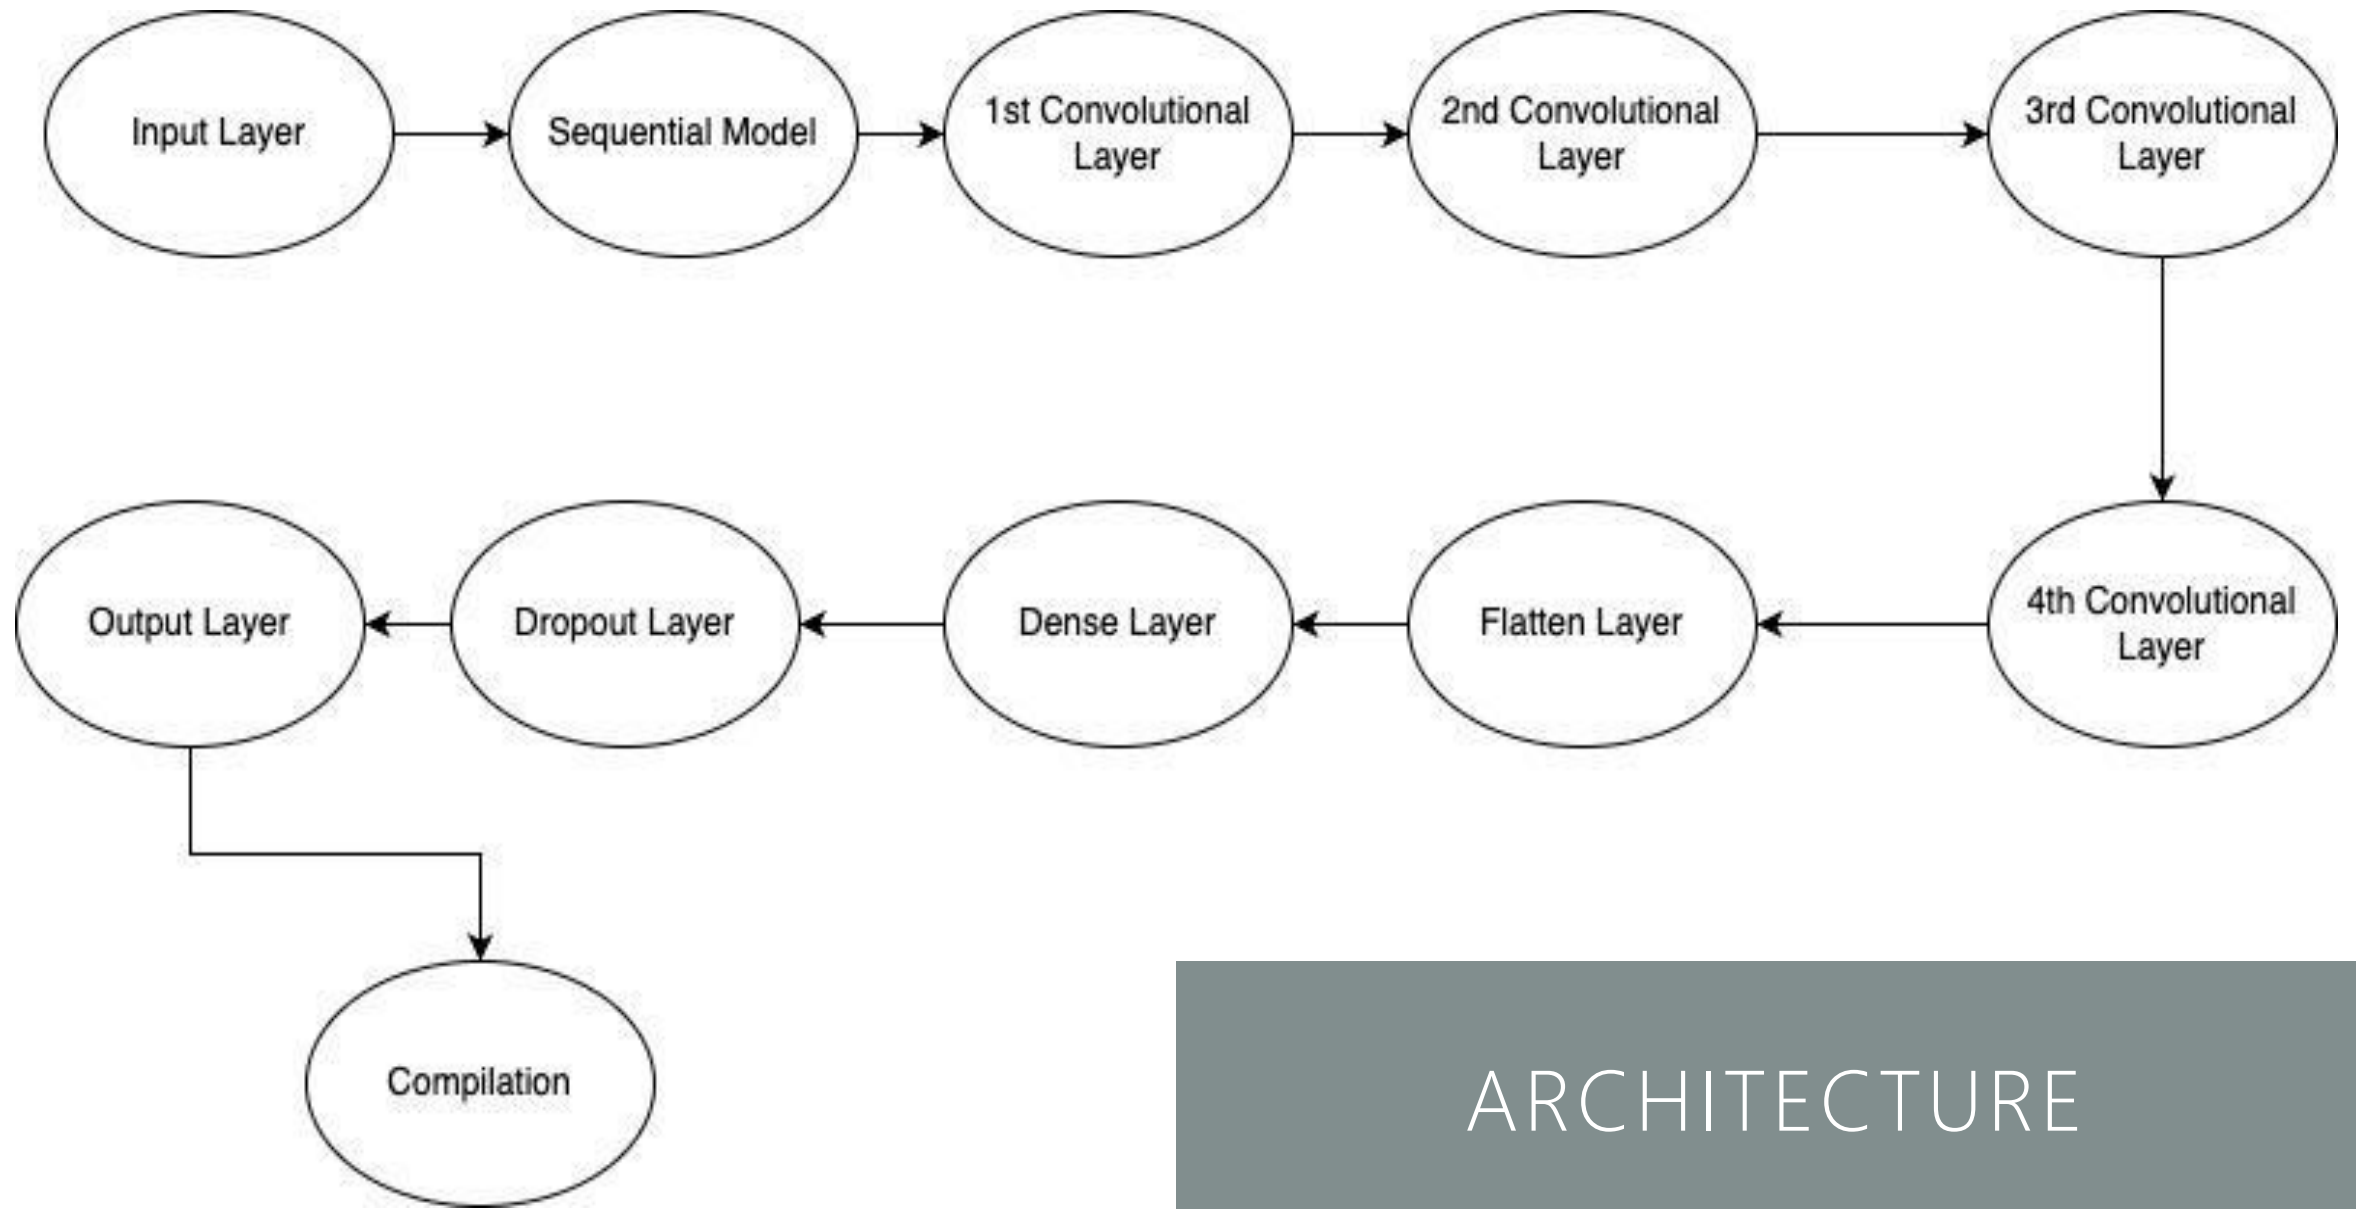 Input Layer
Sequential Model
1st Convolutional
Layer
2nd Convolutional
Layer
3rd Convolutional
Layer
4th Convolutional
Layer
Flatten Layer
Dense Layer
Dropout Layer
Output Layer
Compilation
ARCHITECTURE